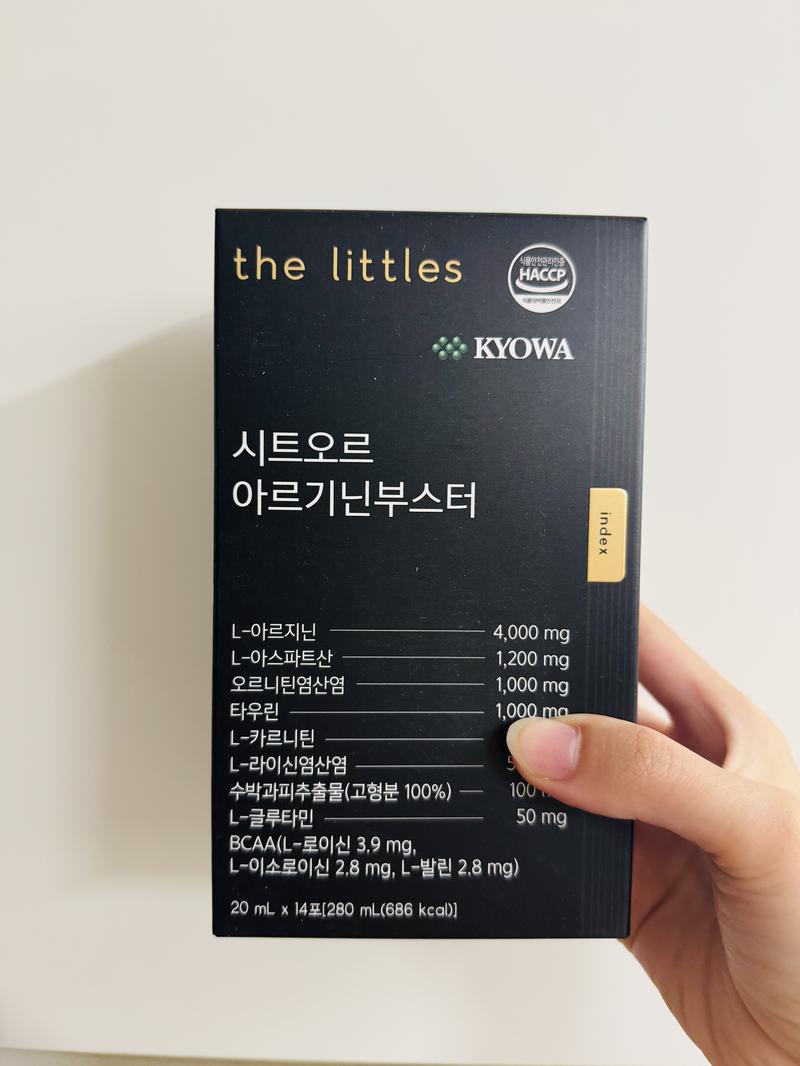 the littles
식품안전관리인증
HACCP
식품의약품안전처
KYOWA
시트오르
아르기닌부스터
index
L-아르지닌 4,000 mg
L-아스파트산 1,200 mg
오르니틴염산염 1,000 mg
타우린 1,000 mg
L-카르니틴
L-라이신염산염
수박과피추출물(고형분 100%) 100
L-글루타민 50 mg
BCAA(L-로이신 3.9 mg,
L-이소로이신 2.8 mg, L-발린 2.8 mg)
20 mL x 14포[280 mL(686 kcal)]